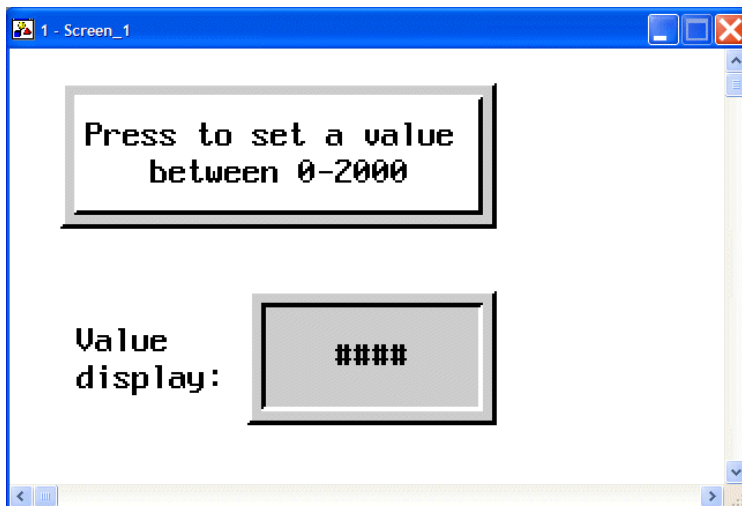 1 - Screen_1
Press to set a value
between 0-2000
Value
display:
####